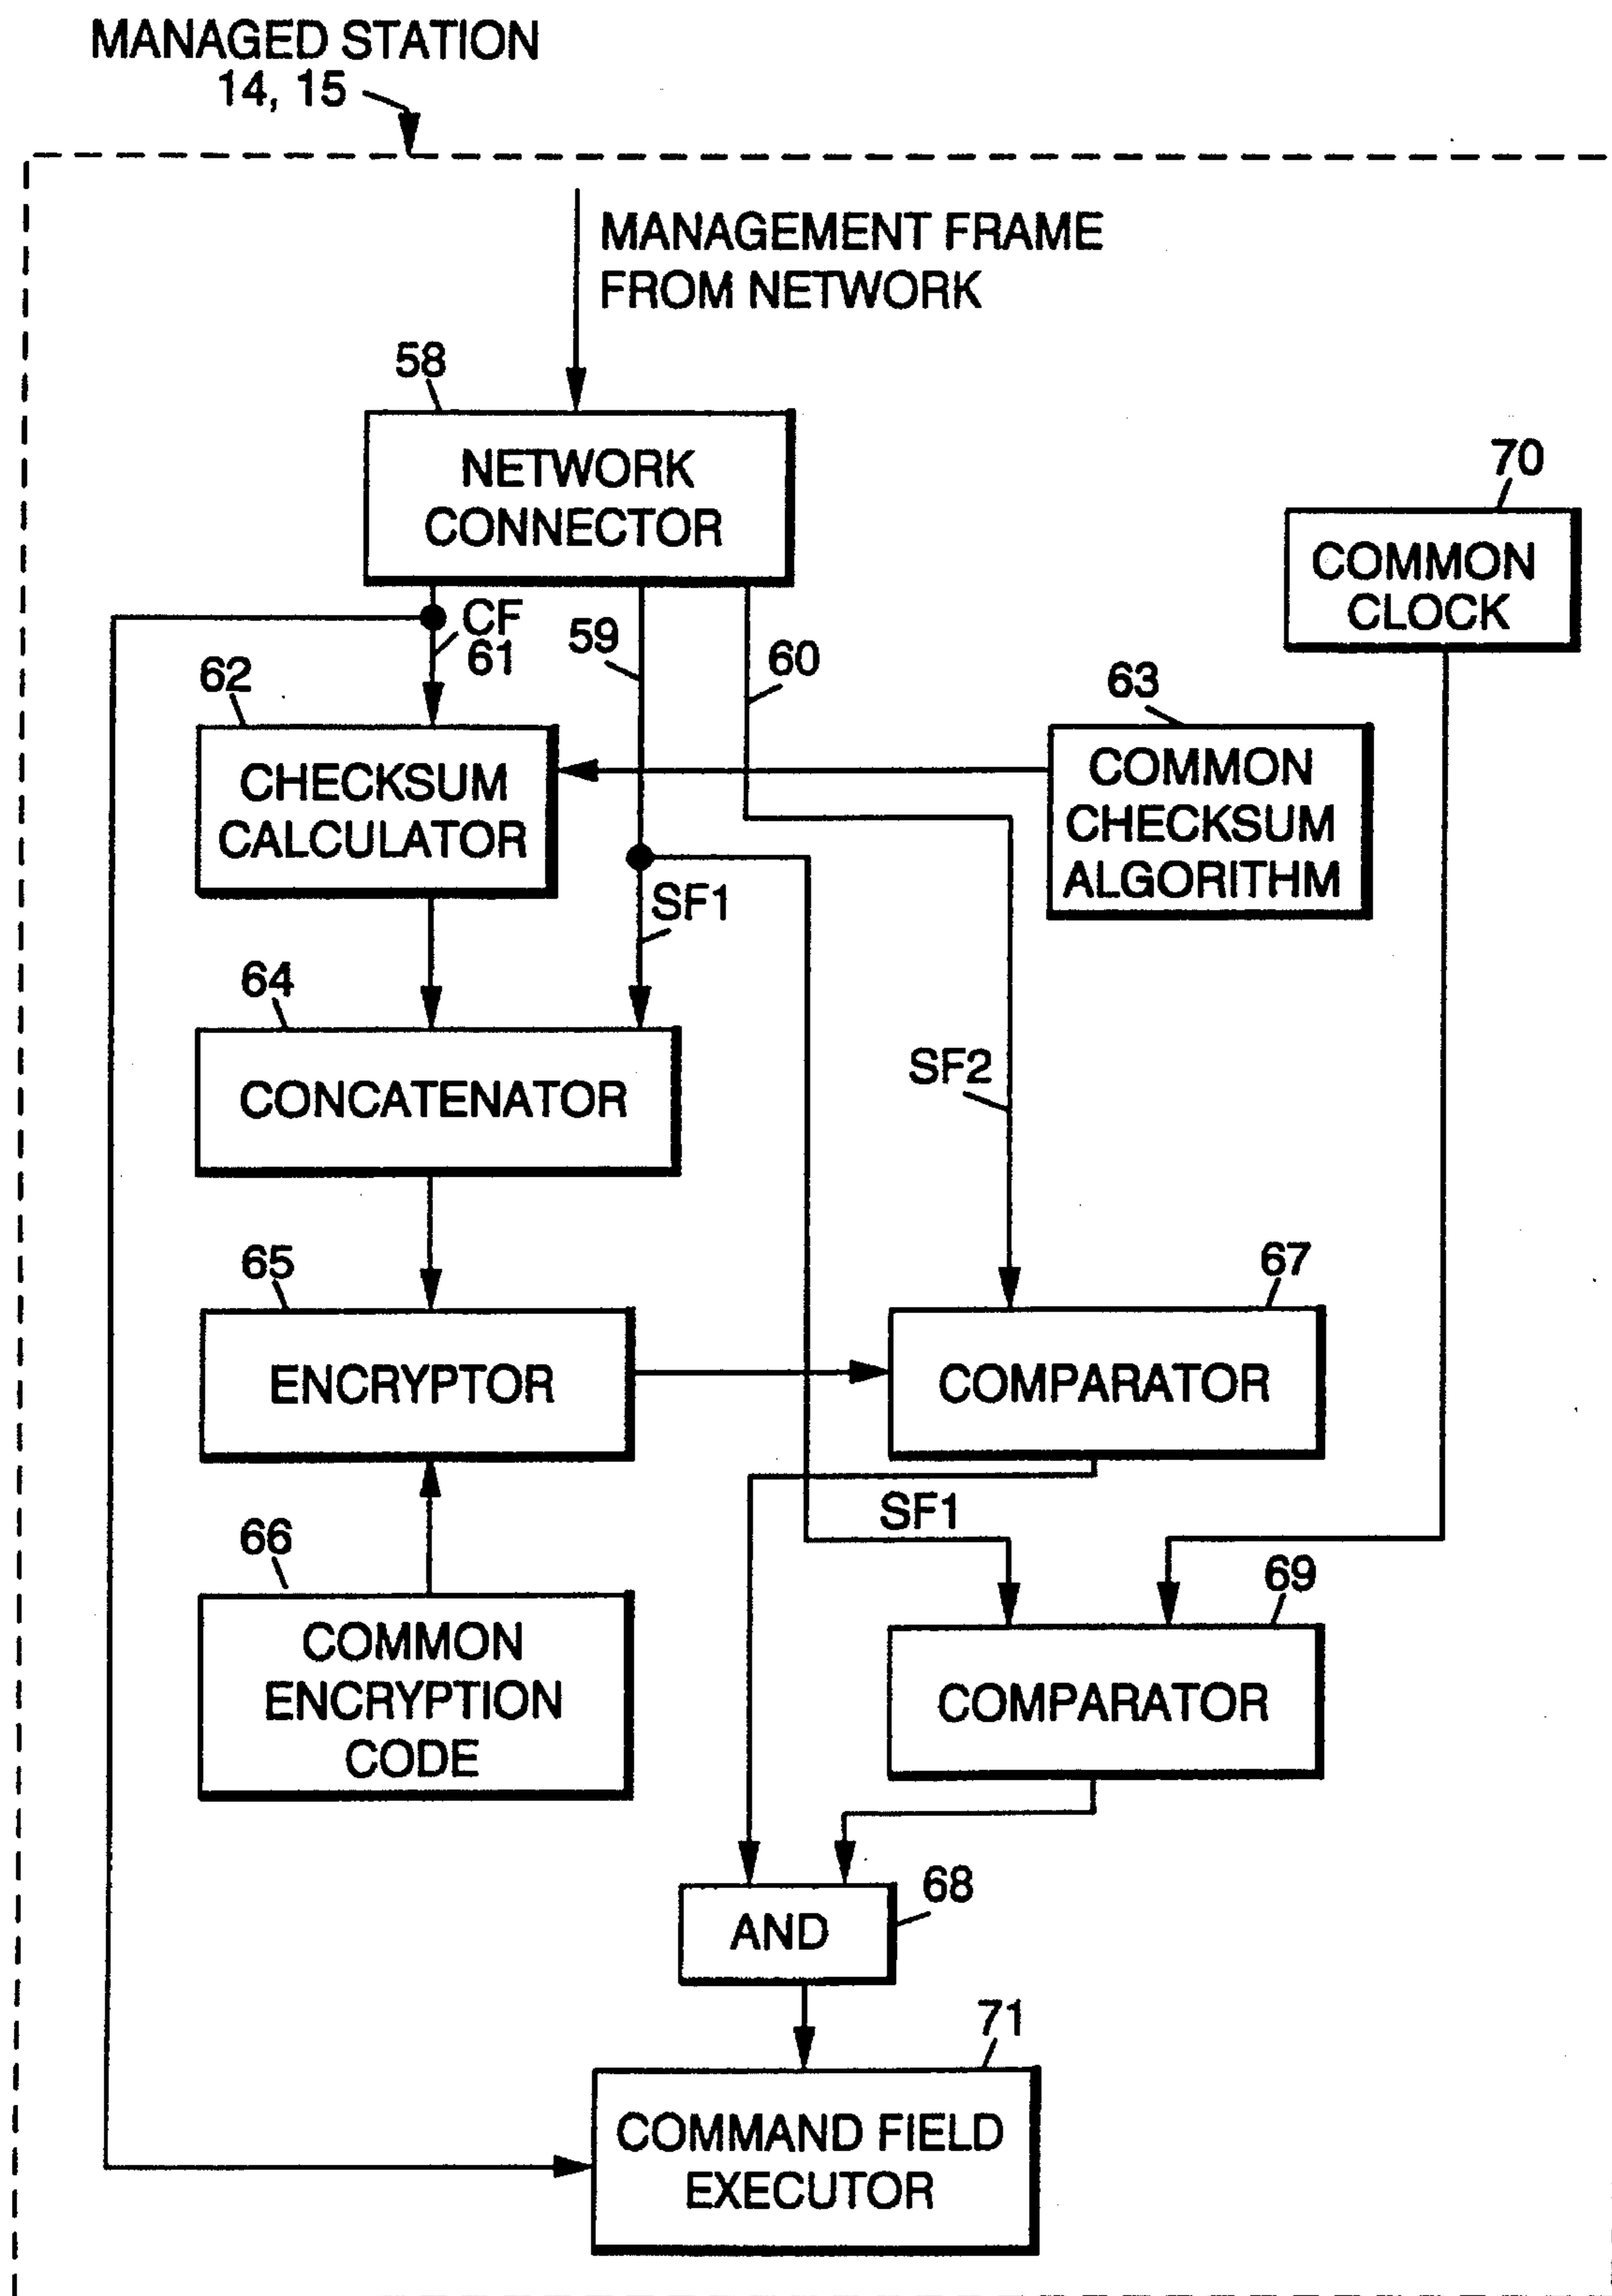 MANAGED STATION
14, 15
MANAGEMENT FRAME
FROM NETWORK
58
NETWORK
CONNECTOR
70
COMMON
CLOCK
CF
61
59
60
62
CHECKSUM
CALCULATOR
63
COMMON
CHECKSUM
ALGORITHM
SF1
64
CONCATENATOR
SF2
65
ENCRYPTOR
67
COMPARATOR
SF1
66
COMMON
ENCRYPTION
CODE
69
COMPARATOR
68
AND
71
COMMAND FIELD
EXECUTOR